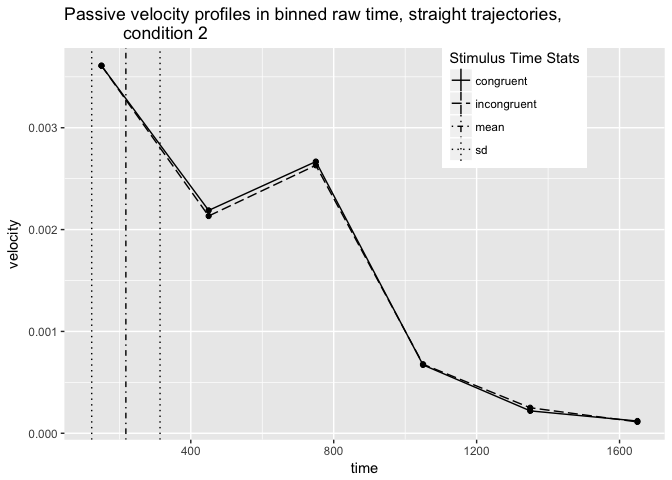 Passive velocity profiles in binned raw time, straight trajectories,
condition 2
Stimulus Time Stats
congruent
incongruent
mean
sd
velocity
0.003
0.002
0.001
0.000
400 800 1200 1600
time